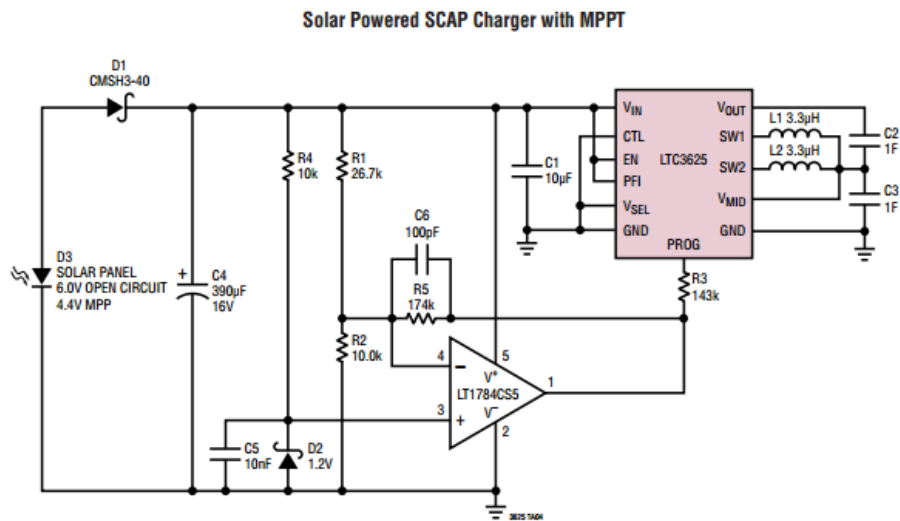 Solar Powered SCAP Charger with MPPT
D1
CMSH3-40
D3
SOLAR PANEL
6.0V OPEN CIRCUIT
4.4V MPP
+
C4
390µF
16V
R4
10k
R1
26.7k
C6
100pF
R5
174k
R2
10.0k
C5
10nF
D2
1.2V
4
–
3
+
5
V+
LT1784CS5
V–
2
1
C1
10µF
VIN
CTL
EN
PFI
VSEL
GND
LTC3625
PROG
VOUT
SW1
SW2
VMID
GND
L1 3.3µH
L2 3.3µH
C2
1F
C3
1F
R3
143k
3625 TA04